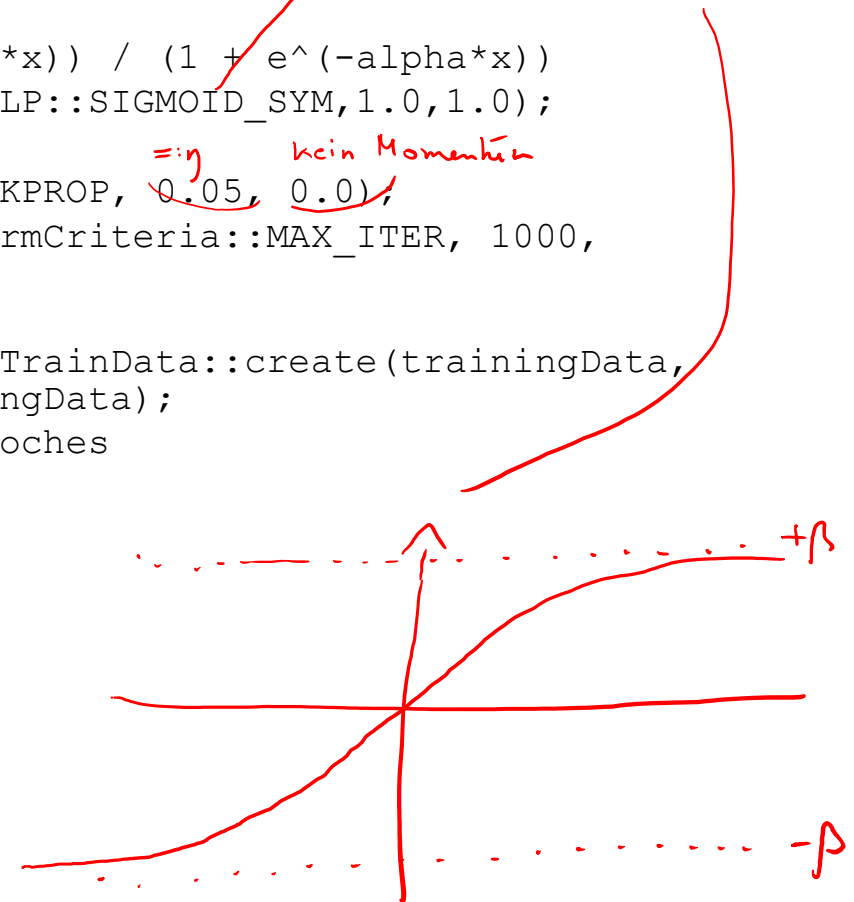 *x)) / (1 + e^(-alpha*x))
LP::SIGMOID_SYM,1.0,1.0);
=:η kein Momentum
KPROP, 0.05, 0.0);
rmCriteria::MAX_ITER, 1000,
TrainData::create(trainingData,
ngData);
oches
+β
-β